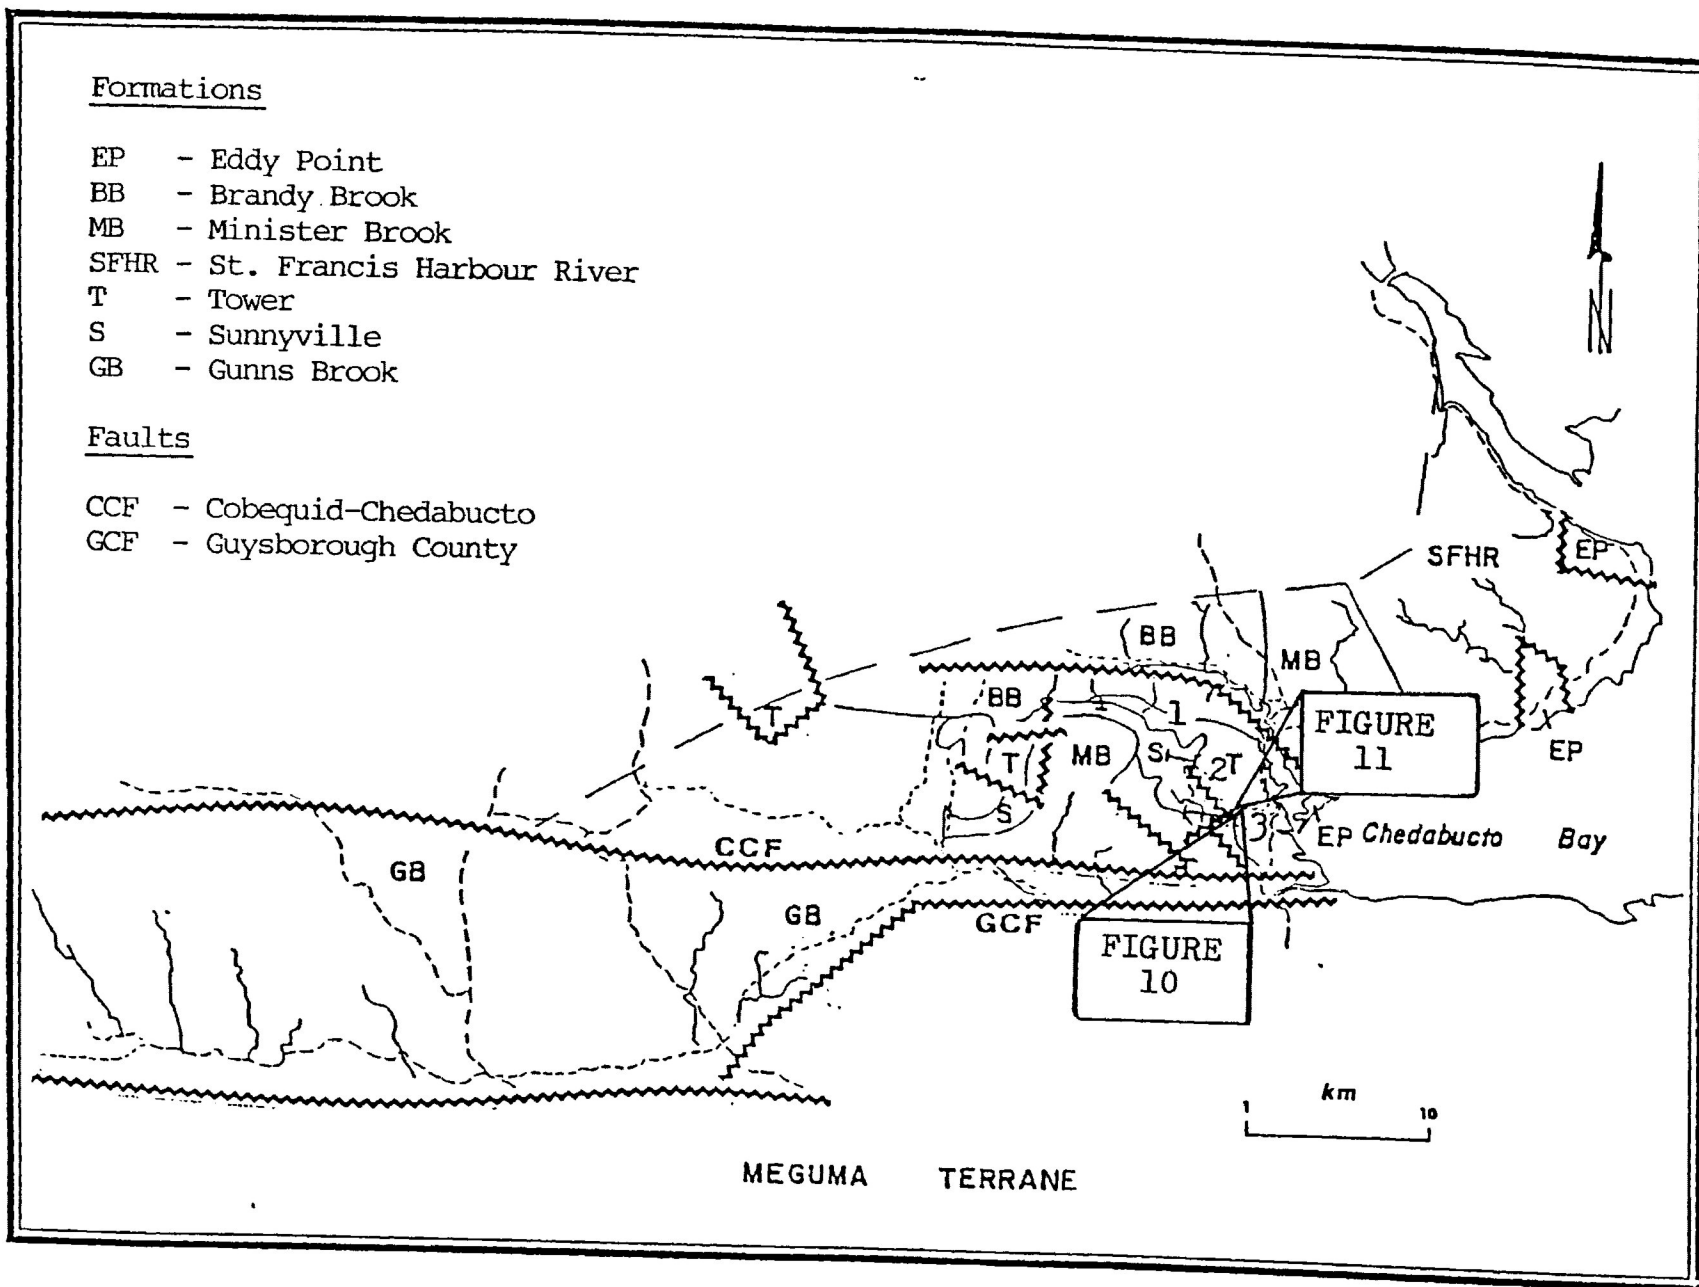 Formations
EP - Eddy Point
BB - Brandy Brook
MB - Minister Brook
SFHR - St. Francis Harbour River
T - Tower
S - Sunnyville
GB - Gunns Brook
Faults
CCF - Cobequid-Chedabucto
GCF - Guysborough County
N
SFHR
EP
BB
MB
T
BB
1
1
FIGURE
11
EP
T
MB
S
2
T
S
3
EP
Chedabucto Bay
CCF
GB
GB
GCF
FIGURE
10
km
1 10
MEGUMA TERRANE